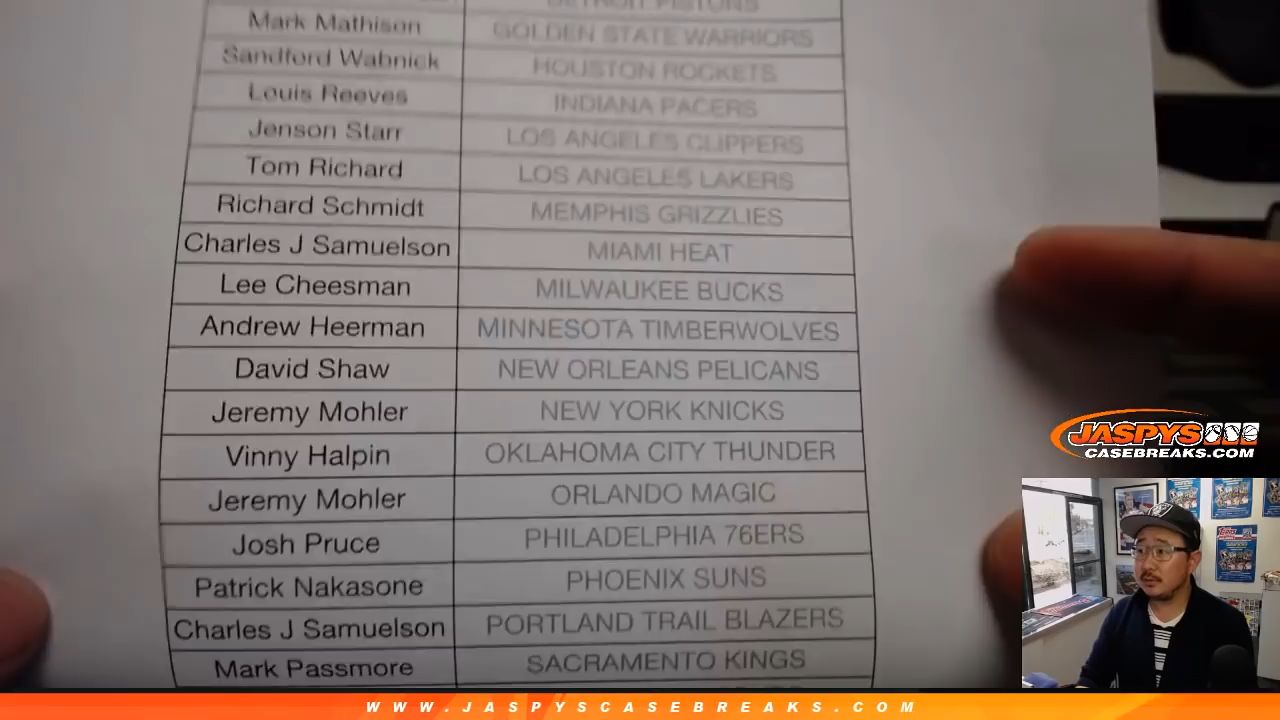 DETROIT PISTONS
Mark Mathison GOLDEN STATE WARRIORS
Sandford Wabnick HOUSTON ROCKETS
Louis Reeves INDIANA PACERS
Jenson Starr LOS ANGELES CLIPPERS
Tom Richard LOS ANGELES LAKERS
Richard Schmidt MEMPHIS GRIZZLIES
Charles J Samuelson MIAMI HEAT
Lee Cheesman MILWAUKEE BUCKS
Andrew Heerman MINNESOTA TIMBERWOLVES
David Shaw NEW ORLEANS PELICANS
Jeremy Mohler NEW YORK KNICKS
Vinny Halpin OKLAHOMA CITY THUNDER
Jeremy Mohler ORLANDO MAGIC
Josh Pruce PHILADELPHIA 76ERS
Patrick Nakasone PHOENIX SUNS
Charles J Samuelson PORTLAND TRAIL BLAZERS
Mark Passmore SACRAMENTO KINGS
JASPYS
CASEBREAKS.COM
Topps
WWW.JASPYSCASEBREAKS.COM